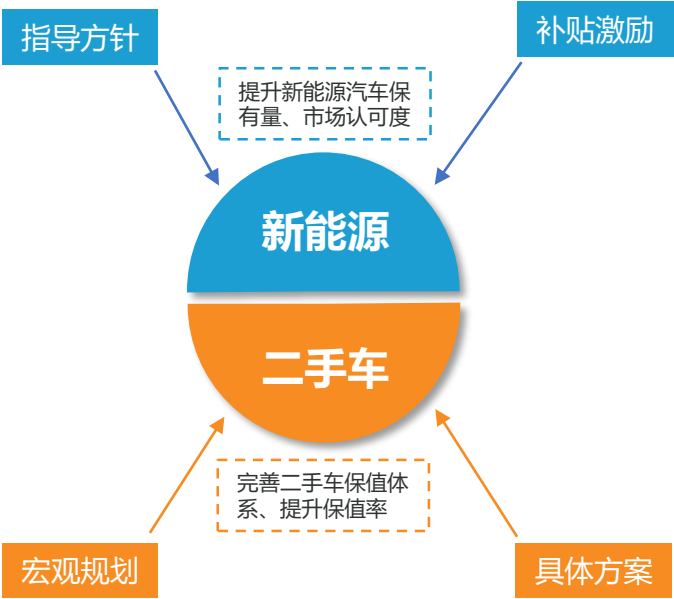 指导方针
补贴激励
提升新能源汽车保
有量、市场认可度
新能源
二手车
完善二手车保值体
系、提升保值率
宏观规划
具体方案